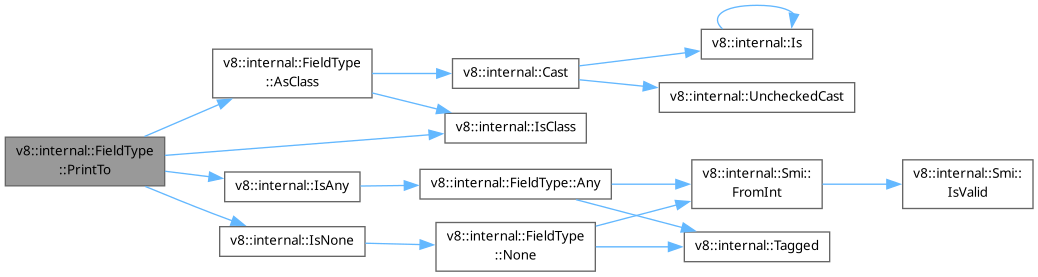 v8::internal::FieldType
::PrintTo
v8::internal::FieldType
::AsClass
v8::internal::Cast
v8::internal::Is
v8::internal::UncheckedCast
v8::internal::IsClass
v8::internal::IsAny
v8::internal::FieldType::Any
v8::internal::Smi::
FromInt
v8::internal::Smi::
IsValid
v8::internal::IsNone
v8::internal::FieldType
::None
v8::internal::Tagged